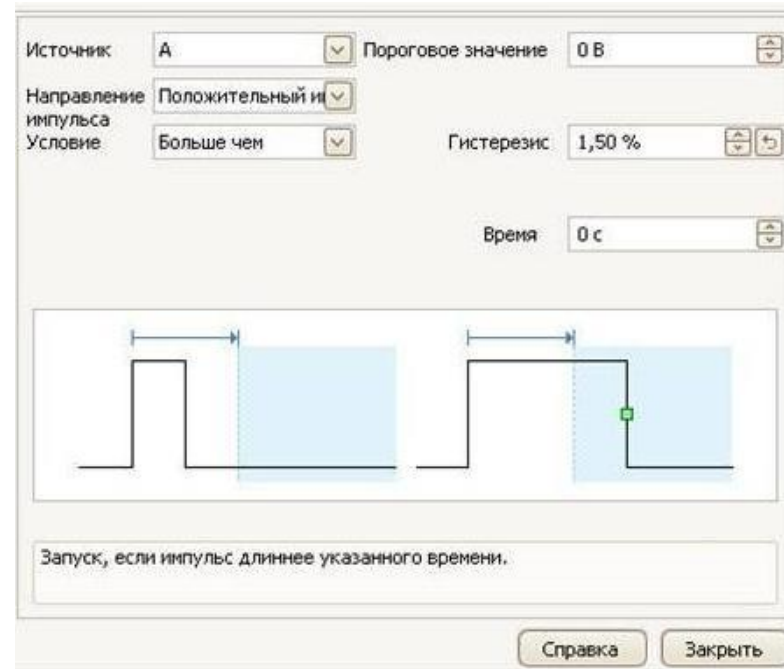 Источник A Пороговое значение 0 В
Направление импульса Положительный и
Условие Больше чем Гистерезис 1,50 %
Время 0 с
Запуск, если импульс длиннее указанного времени.
Справка Закрыть